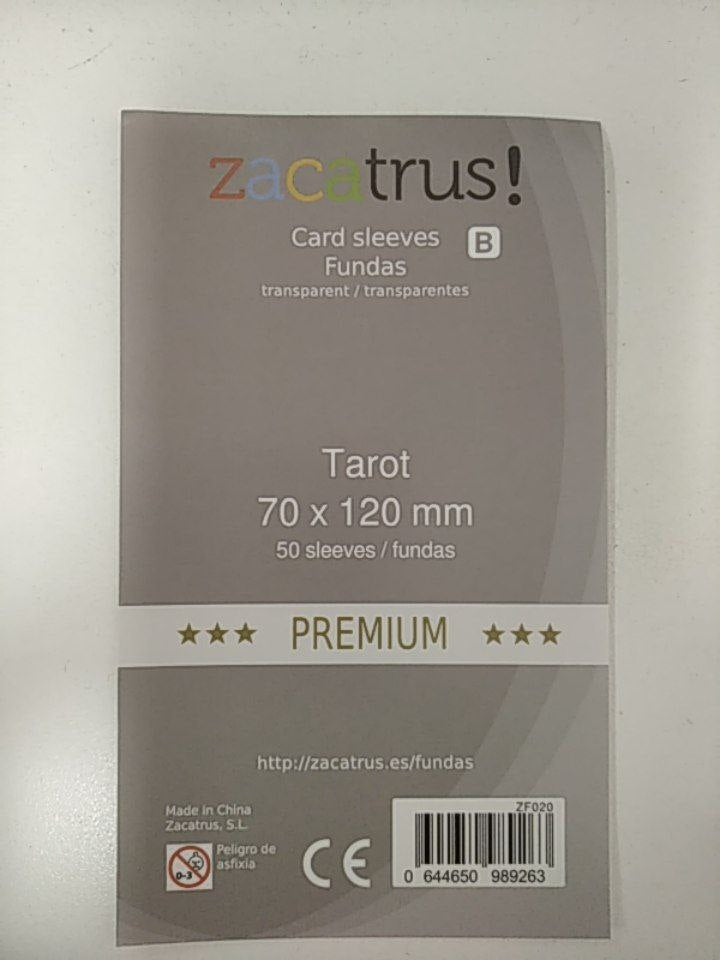 zacatrus!
Card sleeves B
Fundas
transparent / transparentes
Tarot
70 x 120 mm
50 sleeves / fundas
★★★ PREMIUM ★★★
http://zacatrus.es/fundas
Made in China
Zacatrus, S.L.
Peligro de
asfixia
0-3
CE
ZF020
0 644650 989263